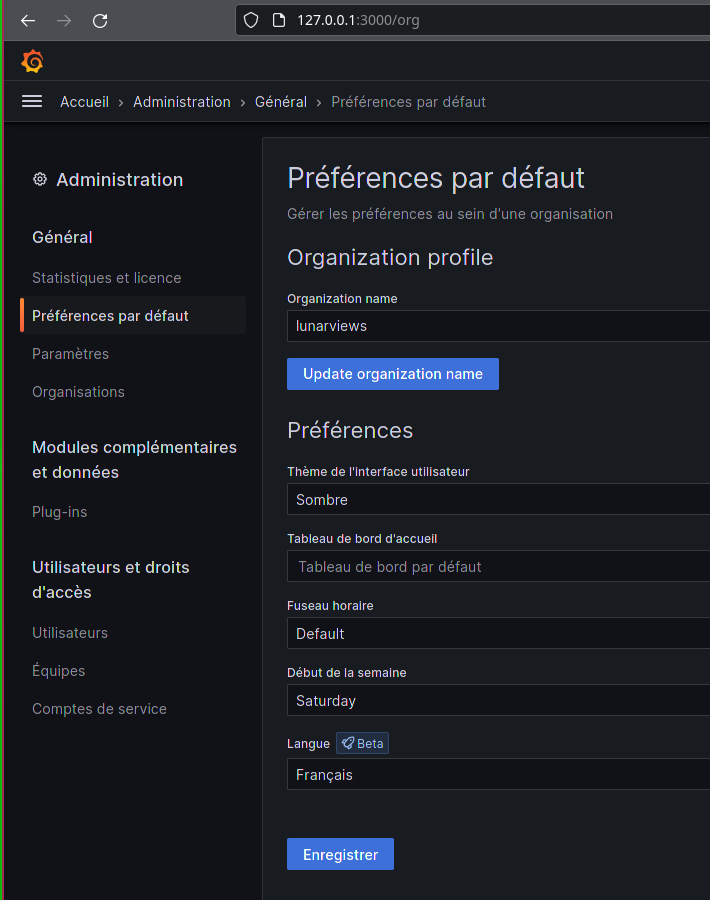 127.0.0.1:3000/org
Accueil › Administration › Général › Préférences par défaut
Administration
Général
Statistiques et licence
Préférences par défaut
Paramètres
Organisations
Modules complémentaires
et données
Plug-ins
Utilisateurs et droits
d'accès
Utilisateurs
Équipes
Comptes de service
Préférences par défaut
Gérer les préférences au sein d'une organisation
Organization profile
Organization name
lunarviews
Update organization name
Préférences
Thème de l'interface utilisateur
Sombre
Tableau de bord d'accueil
Tableau de bord par défaut
Fuseau horaire
Default
Début de la semaine
Saturday
Langue Beta
Français
Enregistrer